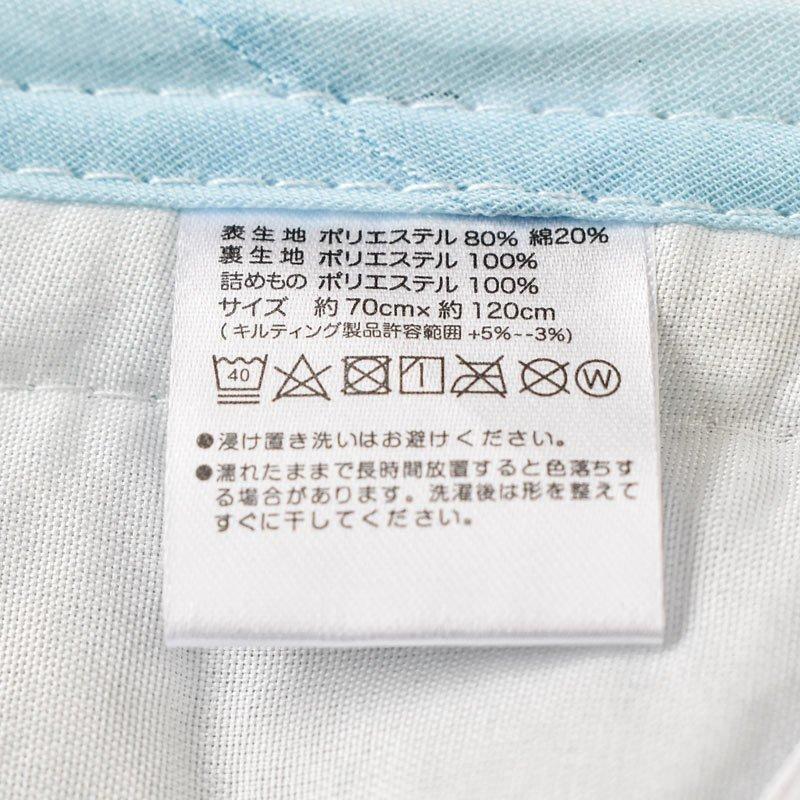 表生地 ポリエステル 80% 綿20%
裏生地 ポリエステル 100%
詰めもの ポリエステル 100%
サイズ 約 70cm× 約 120cm
(キルティング製品許容範囲 +5%--3%)
40 W
●浸け置き洗いはお避けください。
●濡れたままで長時間放置すると色落ちす
る場合があります。洗濯後は形を整えて
すぐに干してください。